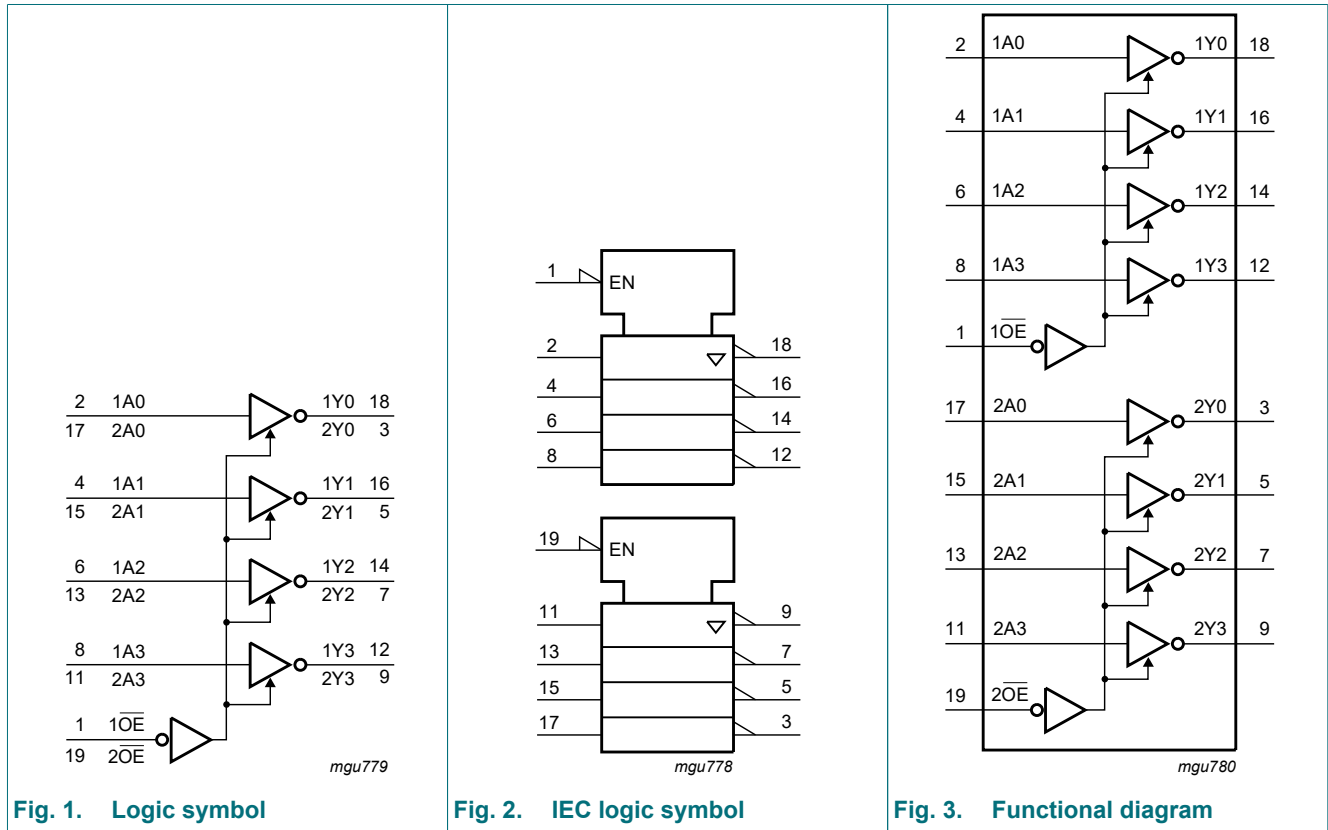 2 1A0 1Y0 18
17 2A0 2Y0 3
4 1A1 1Y1 16
15 2A1 2Y1 5
6 1A2 1Y2 14
13 2A2 2Y2 7
8 1A3 1Y3 12
11 2A3 2Y3 9
1 1O̅E̅
19 2O̅E̅
mgu779
Fig. 1. Logic symbol
1 EN
2 18
4 16
6 14
8 12
19 EN
11 9
13 7
15 5
17 3
mgu778
Fig. 2. IEC logic symbol
2 1A0 1Y0 18
4 1A1 1Y1 16
6 1A2 1Y2 14
8 1A3 1Y3 12
1 1O̅E̅
17 2A0 2Y0 3
15 2A1 2Y1 5
13 2A2 2Y2 7
11 2A3 2Y3 9
19 2O̅E̅
mgu780
Fig. 3. Functional diagram